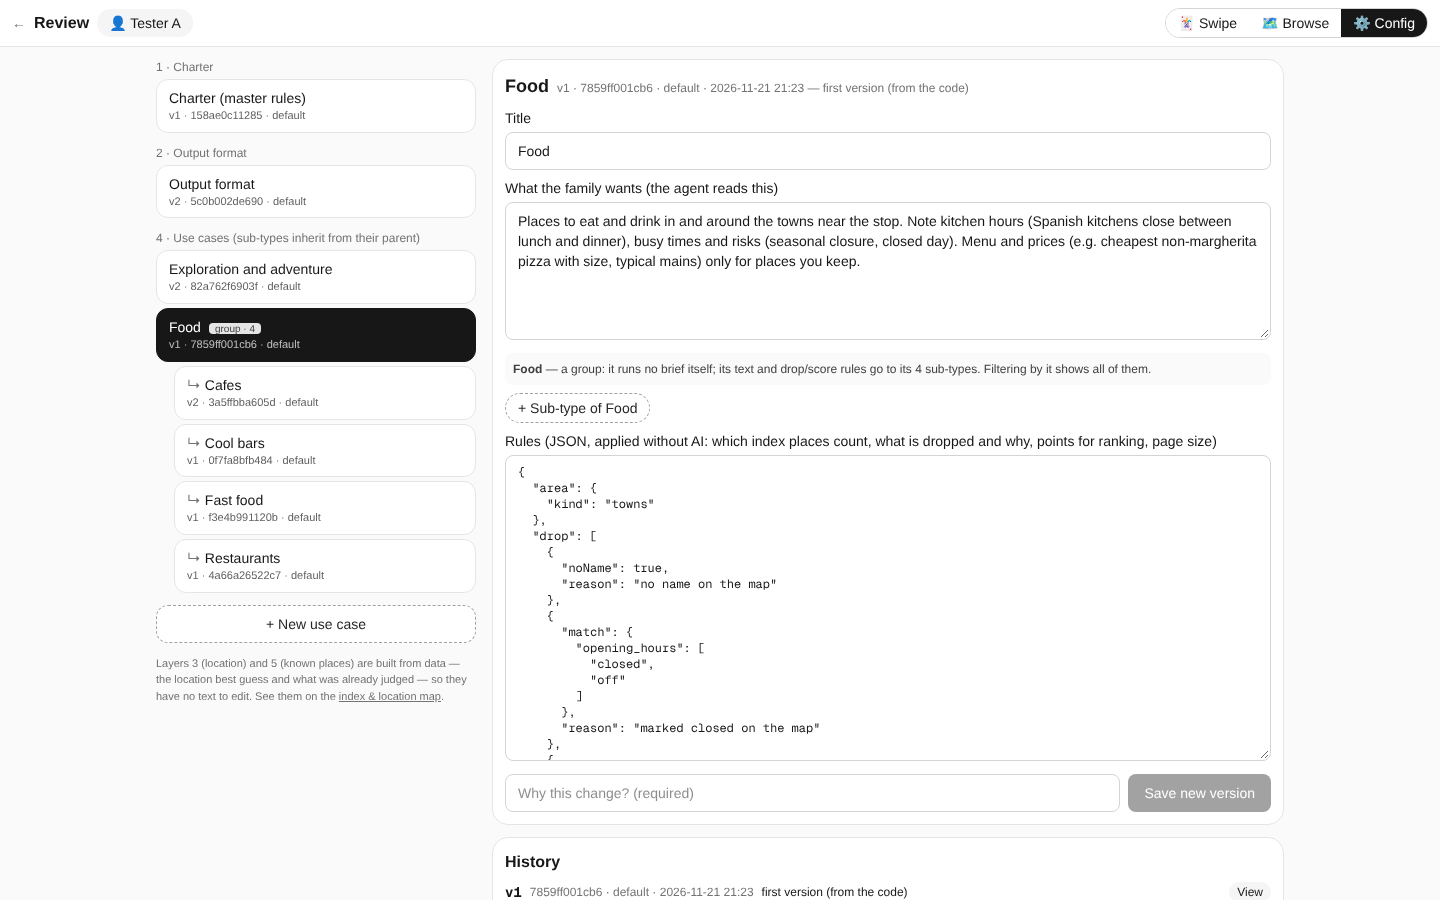 ← Review 👤 Tester A
🃏 Swipe 🗺️ Browse ⚙️ Config
1 · Charter
Charter (master rules)
v1 · 158ae0c11285 · default
2 · Output format
Output format
v2 · 5c0b002de690 · default
4 · Use cases (sub-types inherit from their parent)
Exploration and adventure
v2 · 82a762f6903f · default
Food group · 4
v1 · 7859ff001cb6 · default
↳ Cafes
v2 · 3a5ffbba605d · default
↳ Cool bars
v1 · 0f7fa8bfb484 · default
↳ Fast food
v1 · f3e4b991120b · default
↳ Restaurants
v1 · 4a66a26522c7 · default
+ New use case
Layers 3 (location) and 5 (known places) are built from data —
the location best guess and what was already judged — so they
have no text to edit. See them on the index & location map.
Food v1 · 7859ff001cb6 · default · 2026-11-21 21:23 — first version (from the code)
Title
Food
What the family wants (the agent reads this)
Places to eat and drink in and around the towns near the stop. Note kitchen hours (Spanish kitchens close between
lunch and dinner), busy times and risks (seasonal closure, closed day). Menu and prices (e.g. cheapest non-margherita
pizza with size, typical mains) only for places you keep.
Food — a group: it runs no brief itself; its text and drop/score rules go to its 4 sub-types. Filtering by it shows all of them.
+ Sub-type of Food
Rules (JSON, applied without AI: which index places count, what is dropped and why, points for ranking, page size)
{
"area": {
"kind": "towns"
},
"drop": [
{
"noName": true,
"reason": "no name on the map"
},
{
"match": {
"opening_hours": [
"closed",
"off"
]
},
"reason": "marked closed on the map"
},
{
Why this change? (required)
Save new version
History
v1 7859ff001cb6 · default · 2026-11-21 21:23 first version (from the code)
View